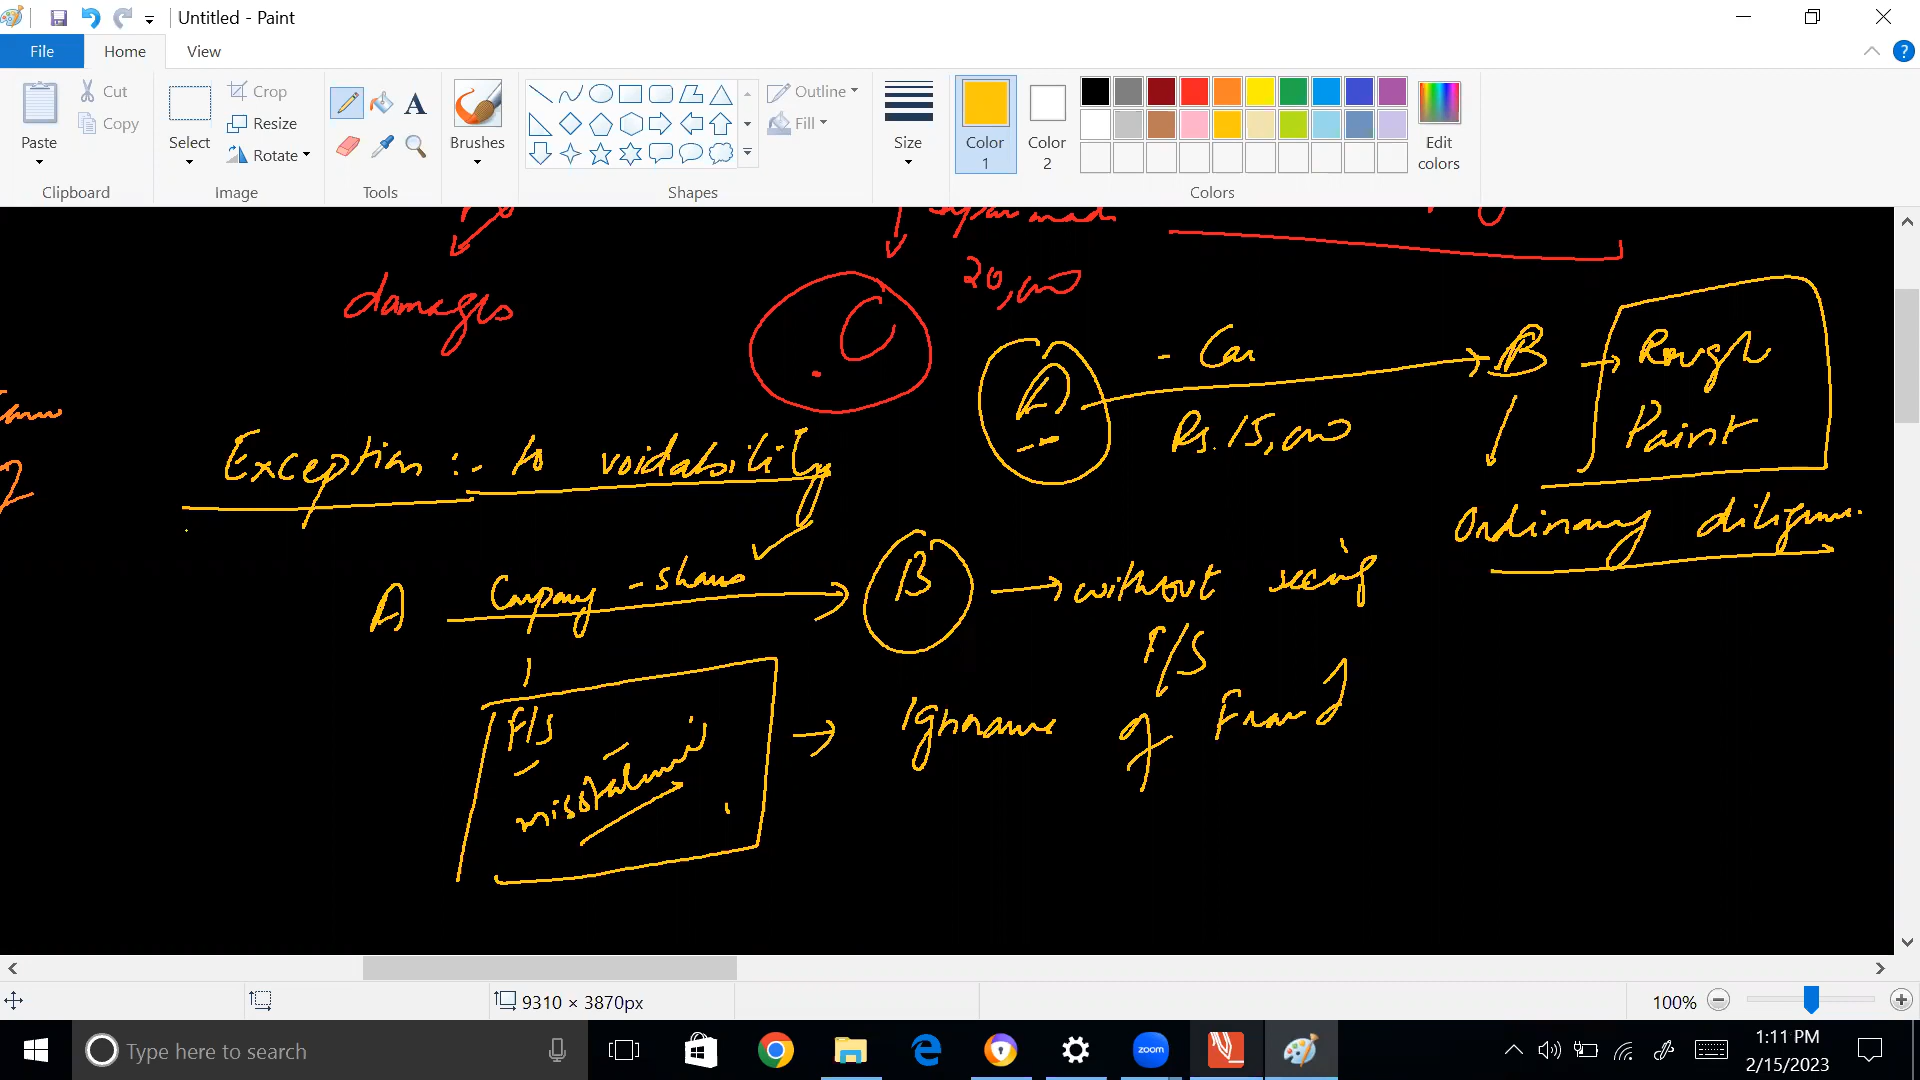 Untitled - Paint
File
Home
View
Paste
Cut
Copy
Clipboard
Select
Crop
Resize
Rotate
Image
Tools
Brushes
Outline
Fill
Shapes
Size
Color 1
Color 2
Edit colors
Colors
damages
20,000
C
A - Car B Rough
Rs. 15,000 Paint
Exception :- to voidability
Ordinary diligence.
A Company - shares B without seeing
F/S
F/S Ignorance of Fraud
misstatement
9310 × 3870px
100%
Type here to search
zoom
1:11 PM
2/15/2023